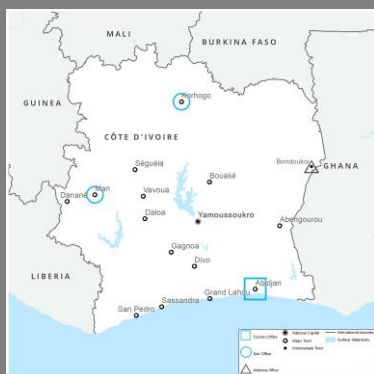 MALI
BURKINA FASO
GUINEA
Korhogo
CÔTE D'IVOIRE
Bondoukou
GHANA
Séguéla
Bouaké
Man
Danané
Vavoua
Daloa
Yamoussoukro
Abengourou
Gagnoa
Divo
LIBERIA
Abidjan
Grand Lahou
Sassandra
San Pedro
Country Office
National Capital
International boundary
Major Town
Surface Waterbody
Sub Office
Intermediate Town
Antenna Office